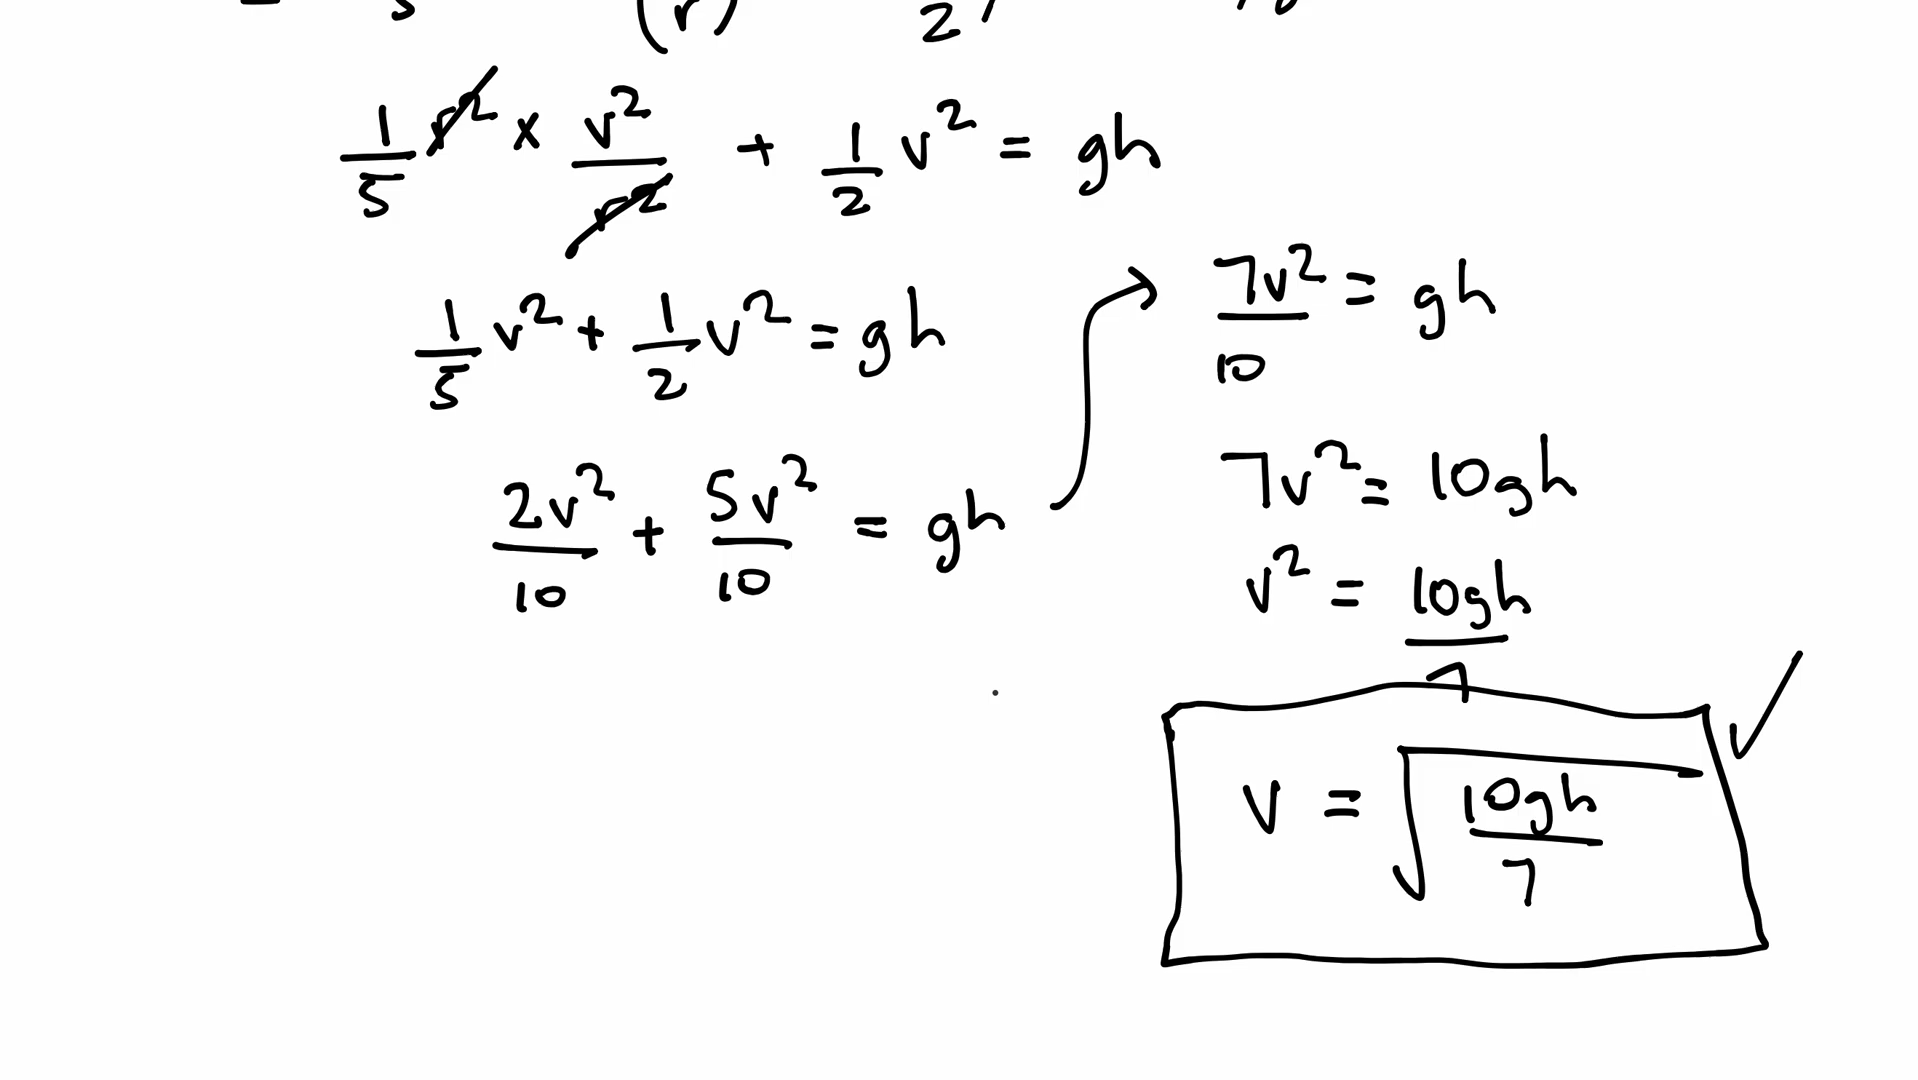 1/5 r² × v²/r² + 1/2 v² = gh
1/5 v² + 1/2 v² = gh
2v²/10 + 5v²/10 = gh
7v²/10 = gh
7v² = 10gh
v² = 10gh/7
v = √(10gh/7)